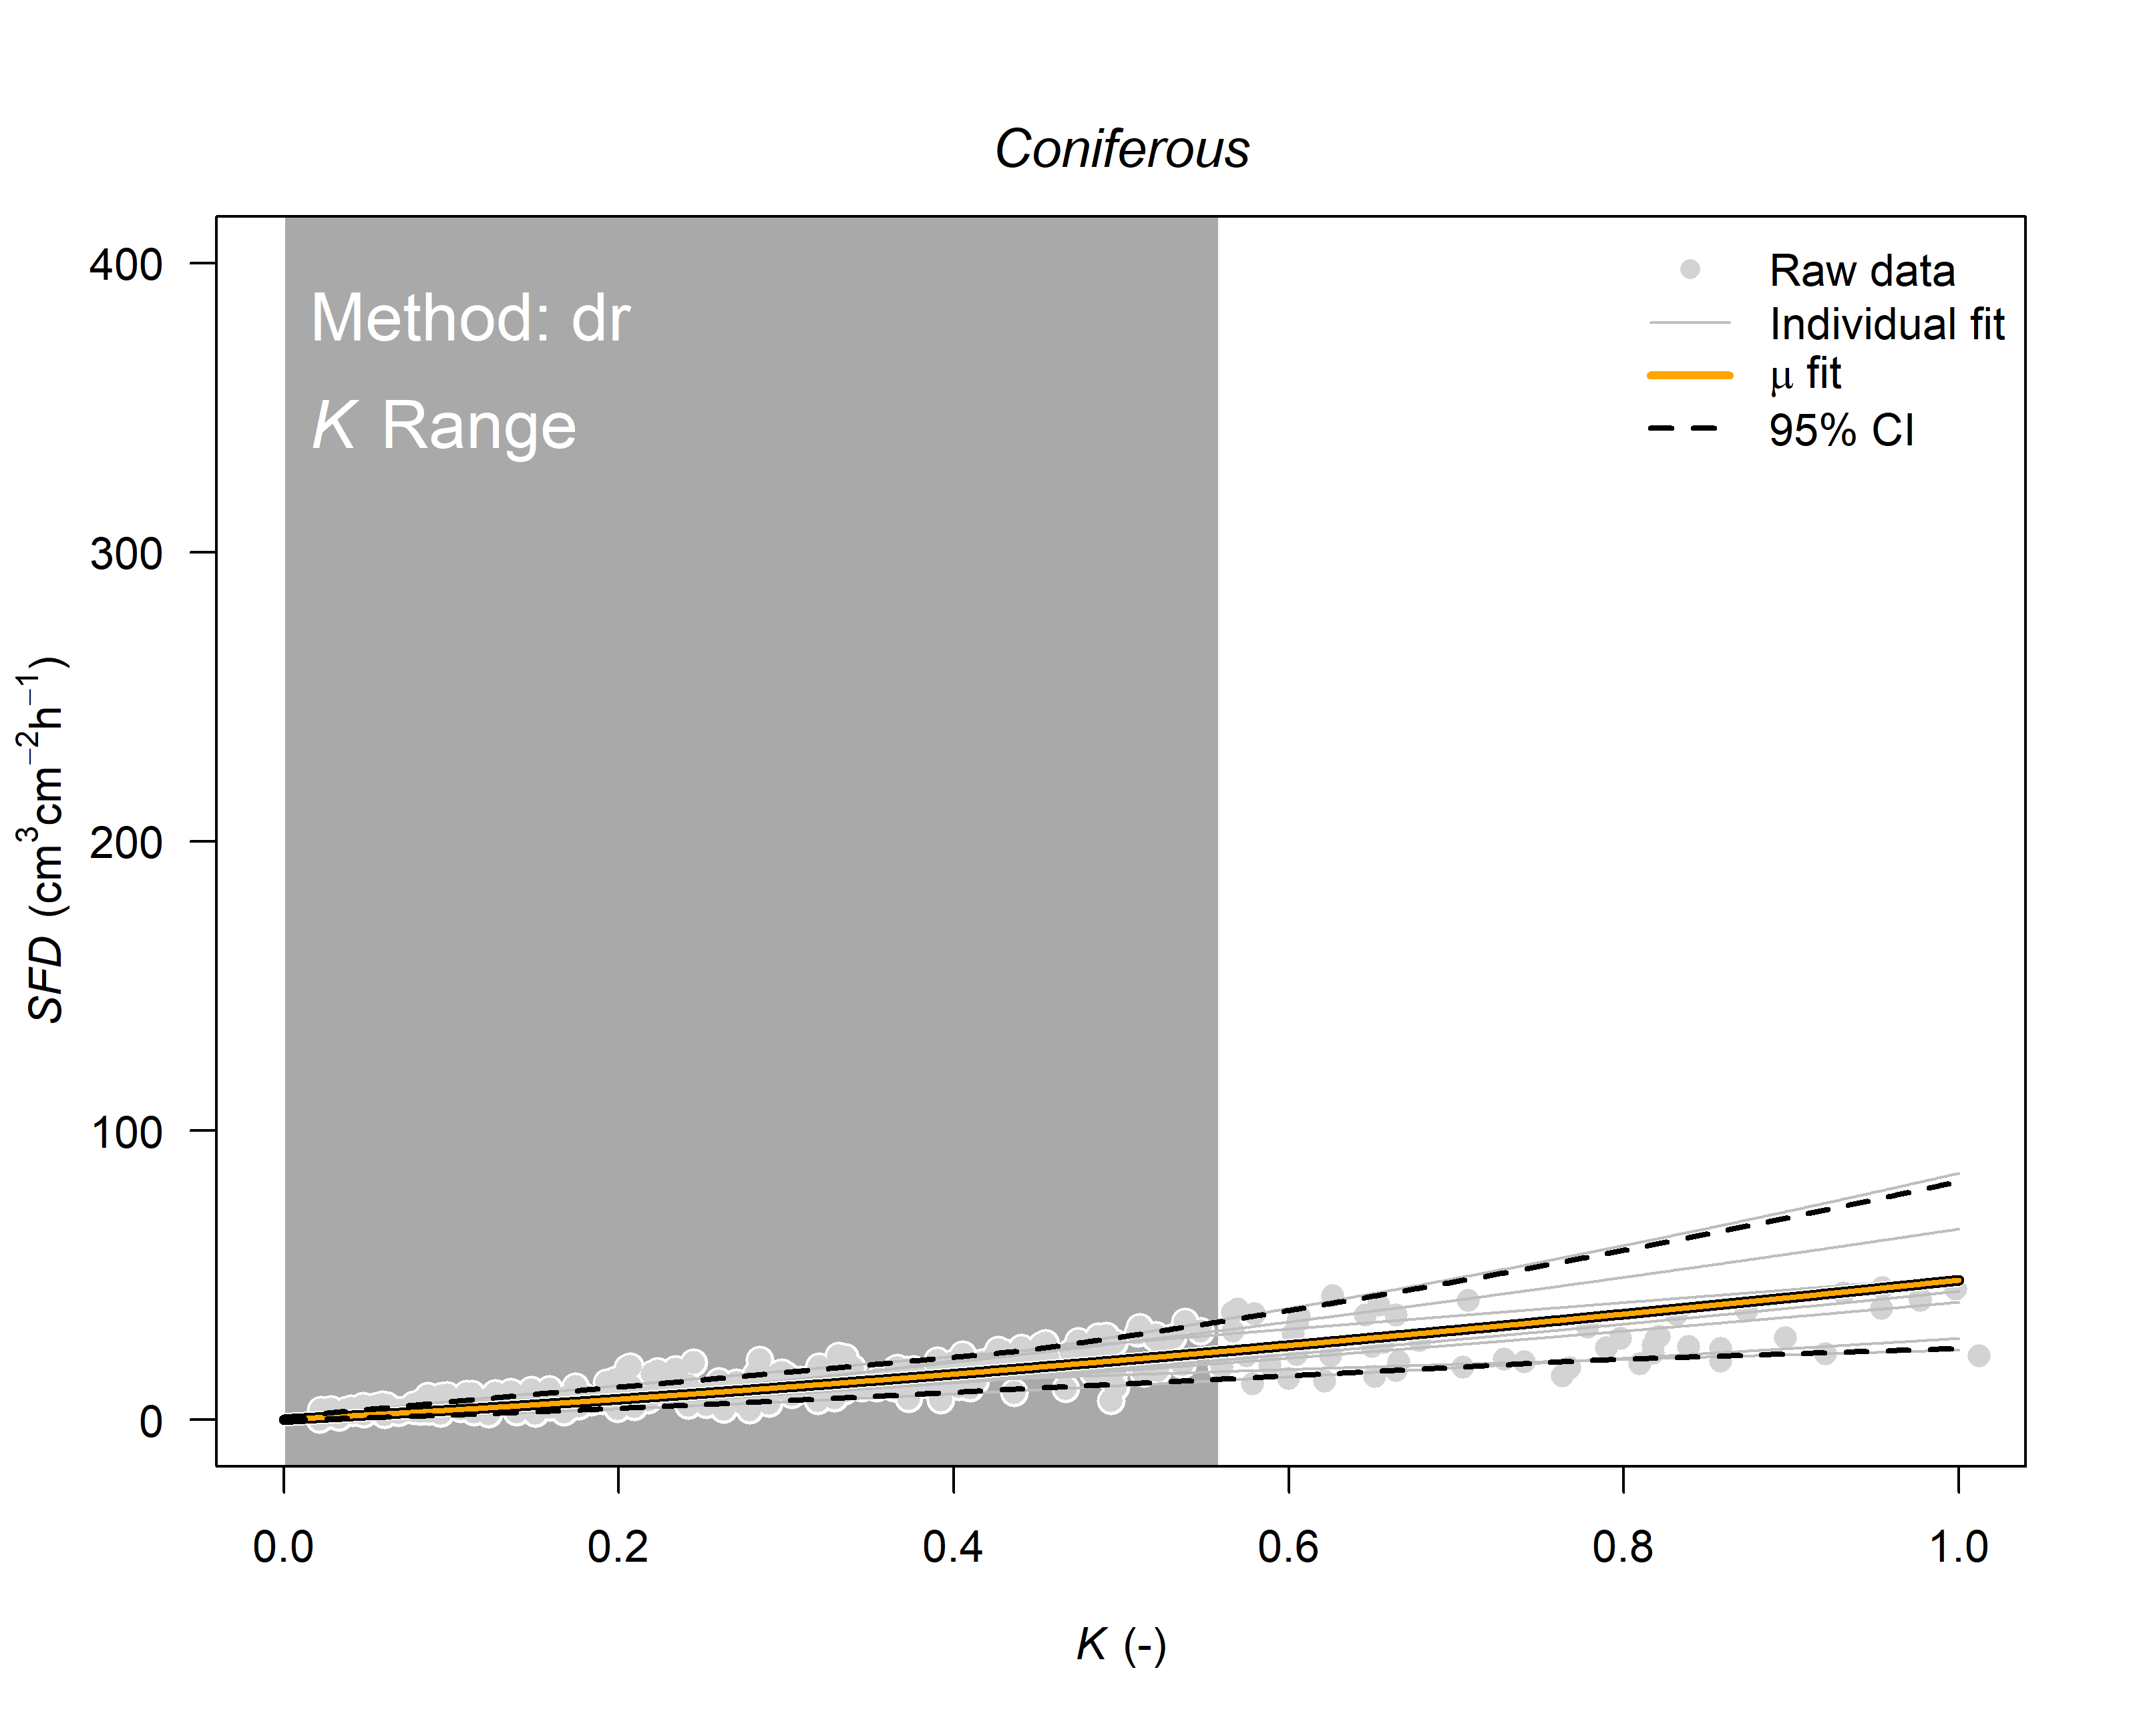 Coniferous
Method: dr
K Range
Raw data
Individual fit
μ fit
95% CI
400
300
200
100
0
SFD (cm³cm⁻²h⁻¹)
0.0 0.2 0.4 0.6 0.8 1.0
K (-)